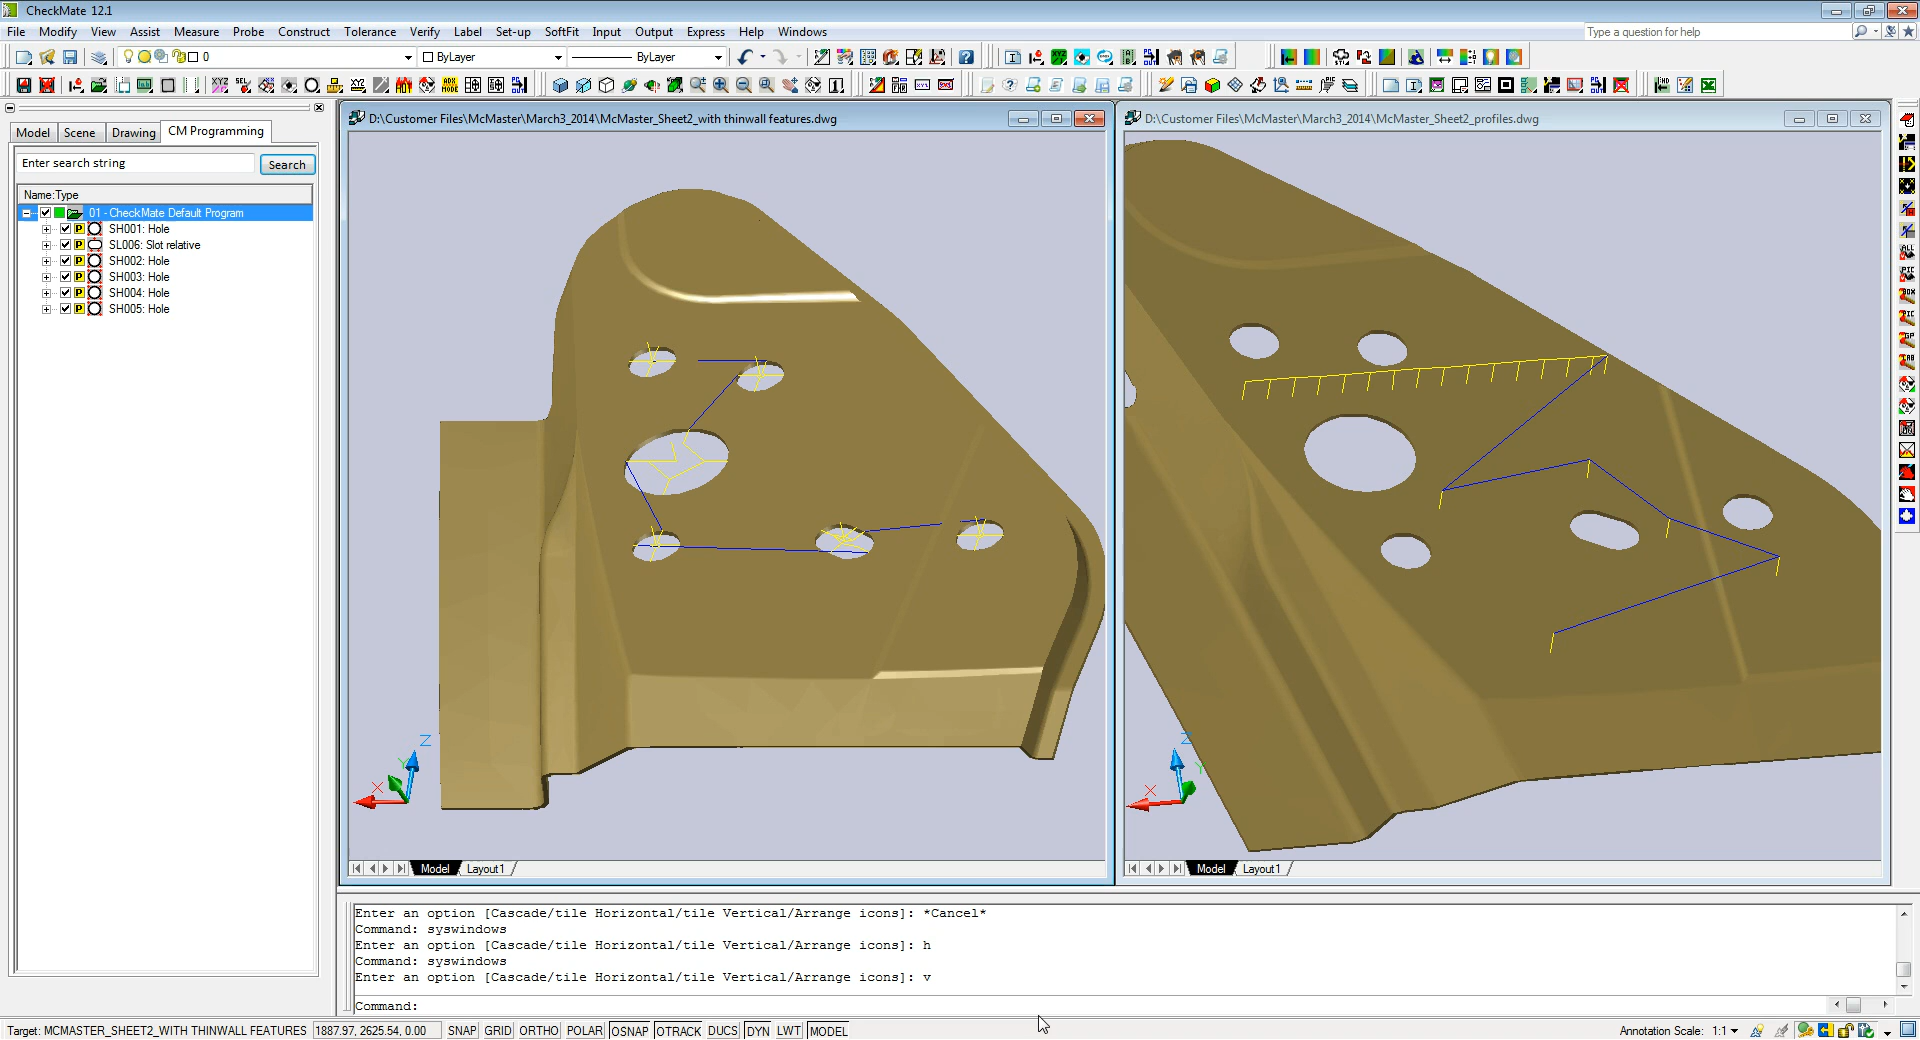 CheckMate 12.1
File Modify View Assist Measure Probe Construct Tolerance Verify Label Set-up SoftFit Input Output Express Help Windows
Type a question for help
0 ByLayer ByLayer
Model Scene Drawing CM Programming
Enter search string Search
Name:Type
01 - CheckMate Default Program
P SH001: Hole
P SL006: Slot relative
P SH002: Hole
P SH003: Hole
P SH004: Hole
P SH005: Hole
D:\Customer Files\McMaster\March3_2014\McMaster_Sheet2_with thinwall features.dwg
Z
Y
X
Model Layout1
D:\Customer Files\McMaster\March3_2014\McMaster_Sheet2_profiles.dwg
Z
Y
X
Model Layout1
Enter an option [Cascade/tile Horizontal/tile Vertical/Arrange icons]: *Cancel*
Command: syswindows
Enter an option [Cascade/tile Horizontal/tile Vertical/Arrange icons]: h
Command: syswindows
Enter an option [Cascade/tile Horizontal/tile Vertical/Arrange icons]: v
Command:
Target: MCMASTER_SHEET2_WITH THINWALL FEATURES 1887.97, 2625.54, 0.00 SNAP GRID ORTHO POLAR OSNAP OTRACK DUCS DYN LWT MODEL
Annotation Scale: 1:1